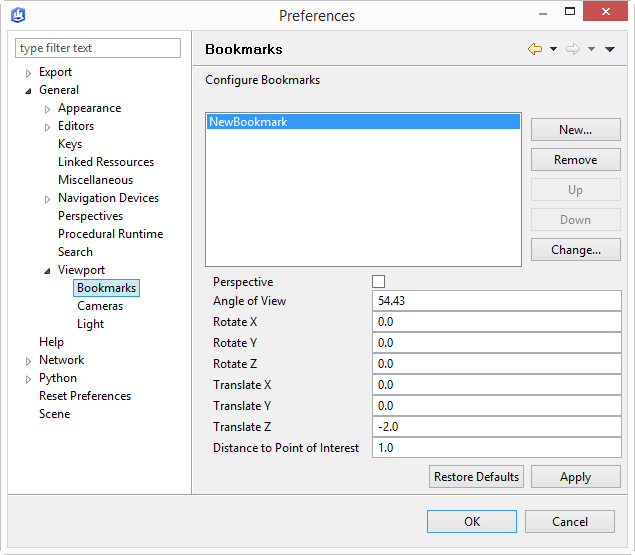 Preferences
type filter text
Export
General
Appearance
Editors
Keys
Linked Ressources
Miscellaneous
Navigation Devices
Perspectives
Procedural Runtime
Search
Viewport
Bookmarks
Cameras
Light
Help
Network
Python
Reset Preferences
Scene
Bookmarks
Configure Bookmarks
NewBookmark
New...
Remove
Up
Down
Change...
Perspective
Angle of View 54.43
Rotate X 0.0
Rotate Y 0.0
Rotate Z 0.0
Translate X 0.0
Translate Y 0.0
Translate Z -2.0
Distance to Point of Interest 1.0
Restore Defaults Apply
OK Cancel